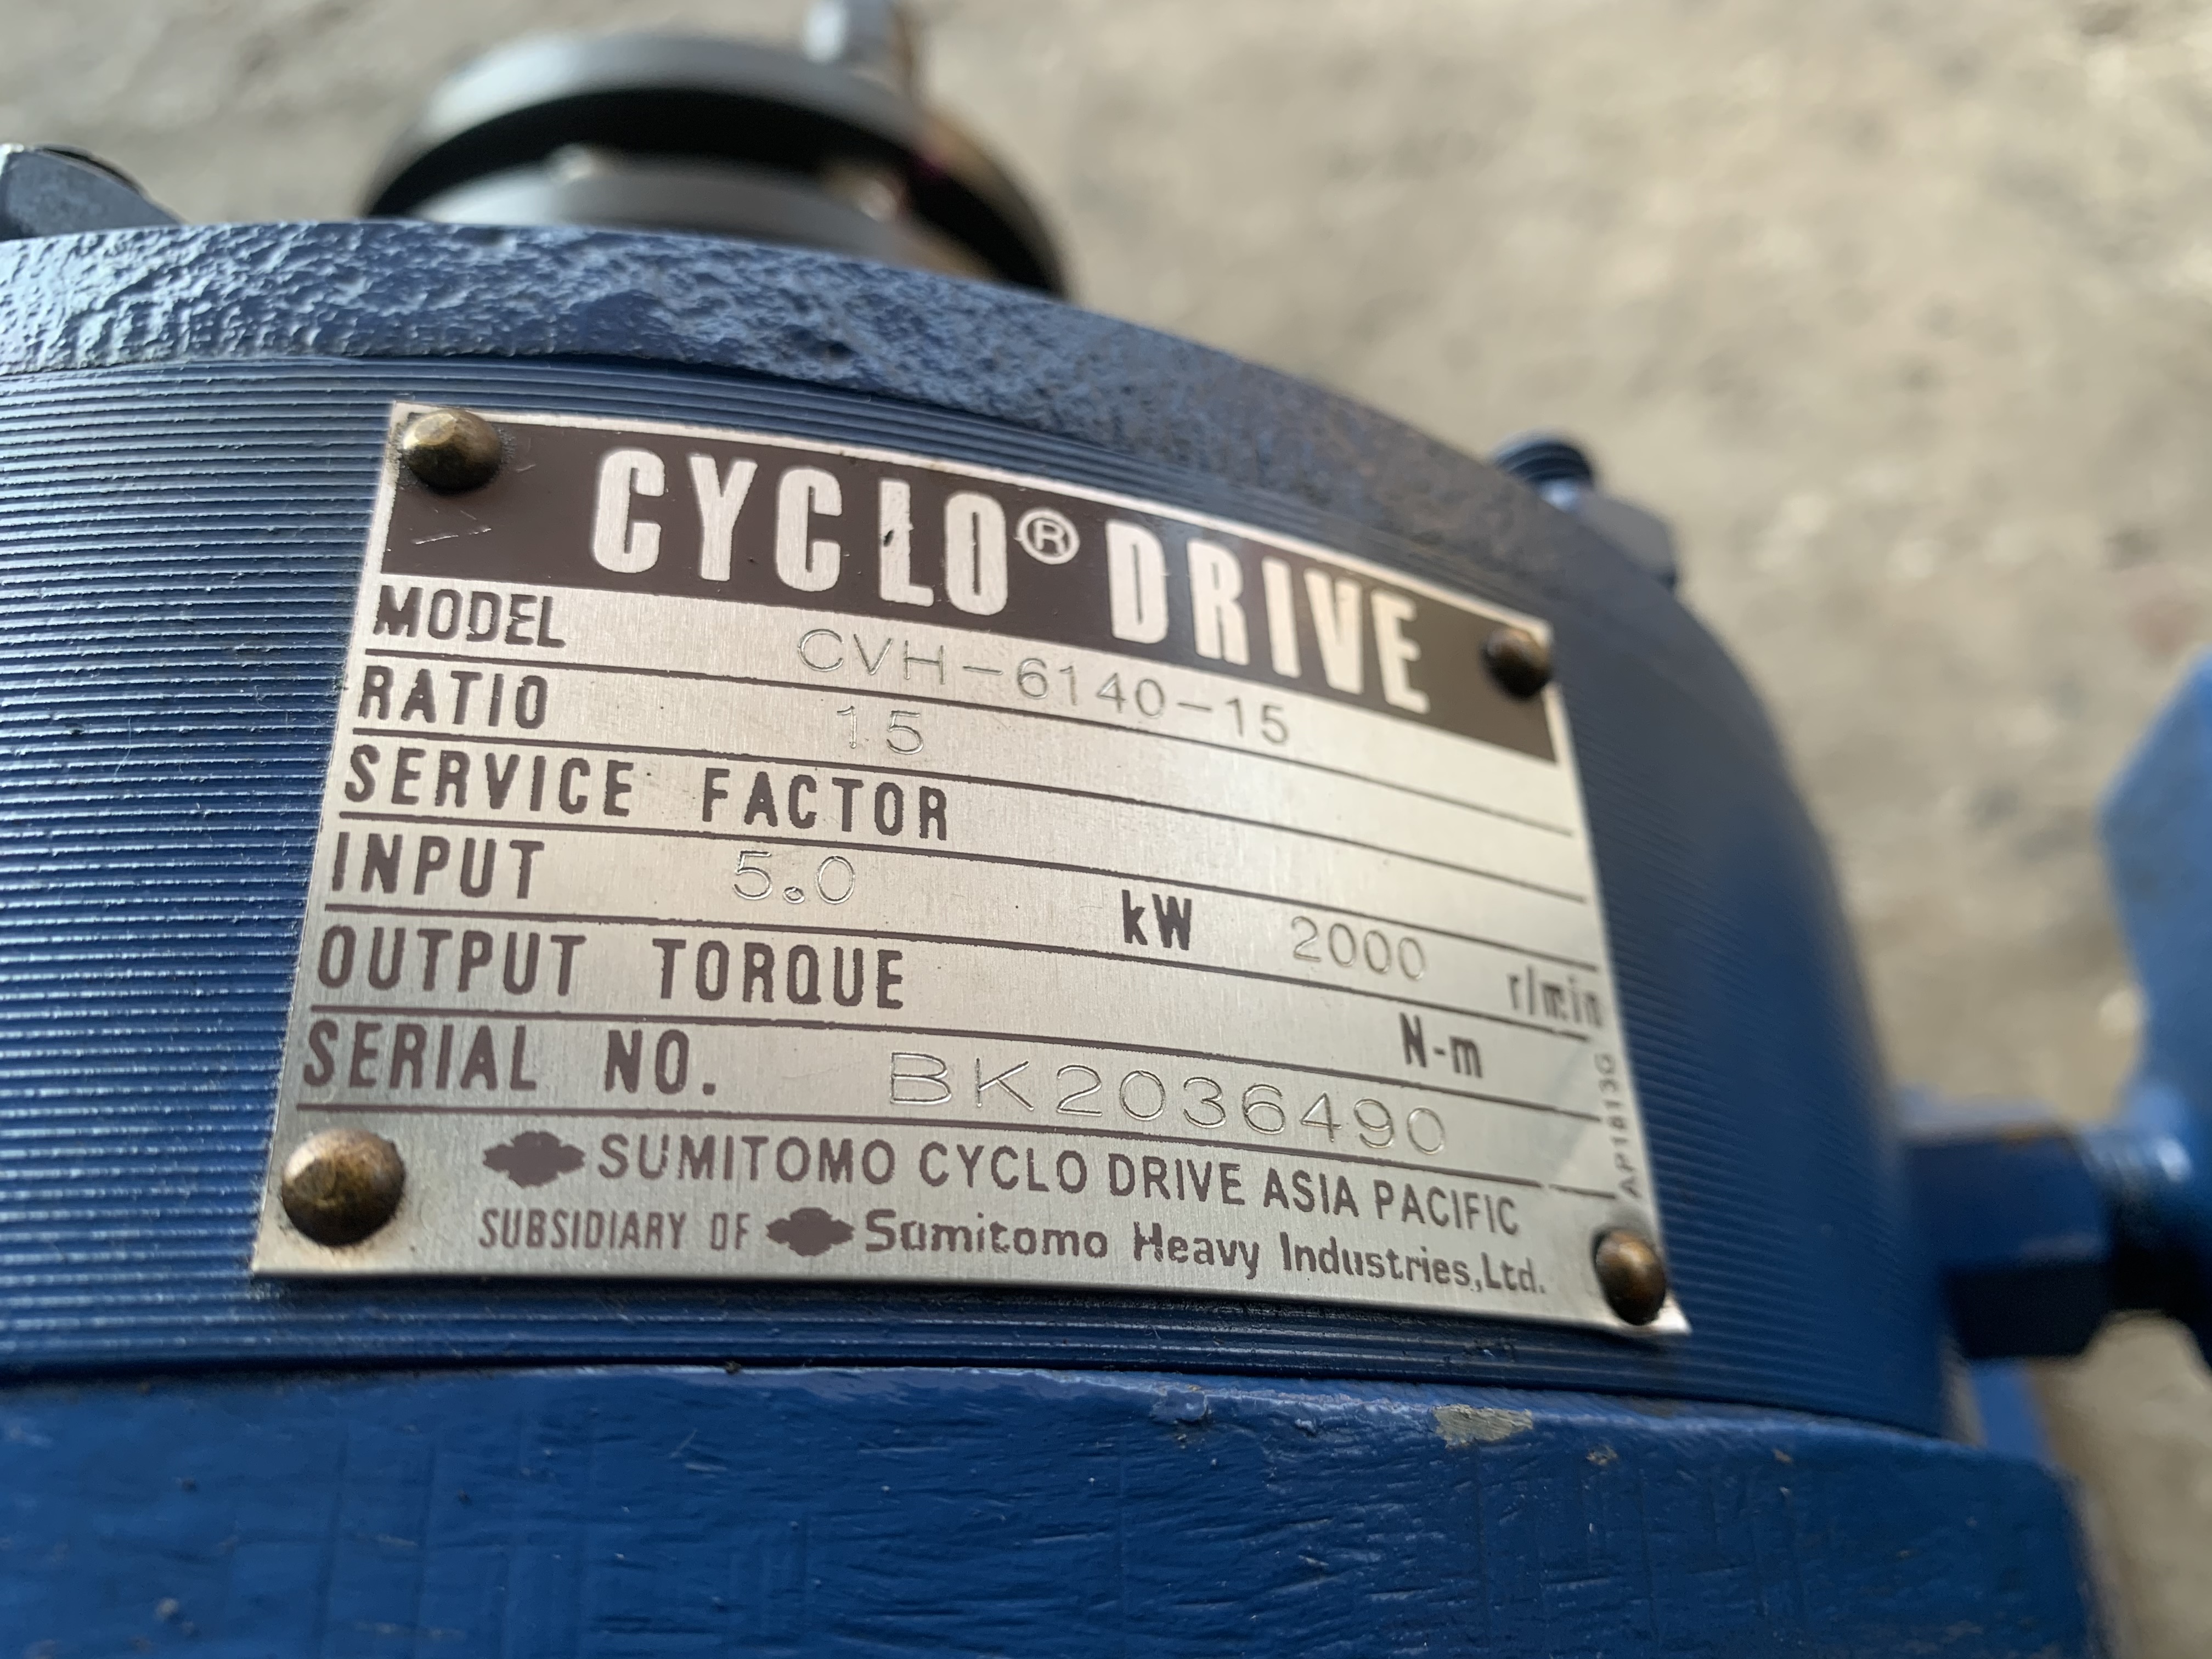 CYCLO® DRIVE
MODEL CVH-6140-15
RATIO 15
SERVICE FACTOR
INPUT 5.0 kW 2000 r/min
OUTPUT TORQUE N-m
SERIAL NO. BK2036490
AP18113G
SUMITOMO CYCLO DRIVE ASIA PACIFIC
SUBSIDIARY OF Sumitomo Heavy Industries,Ltd.